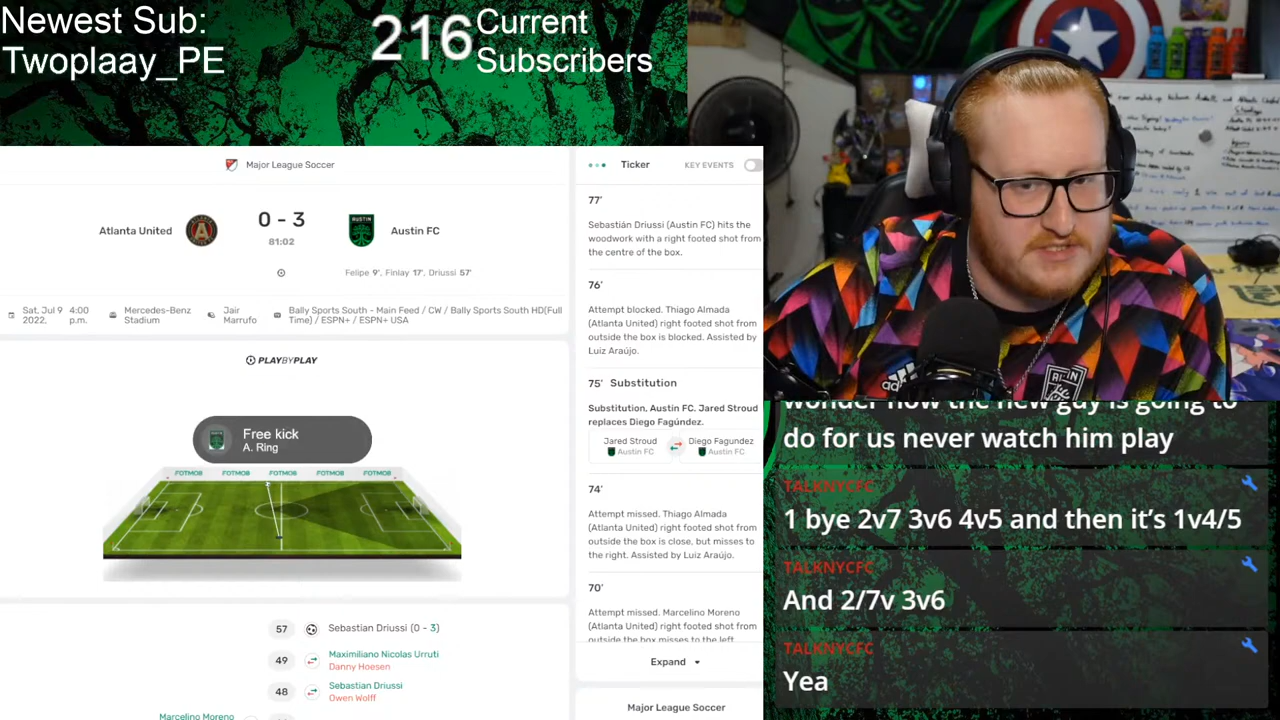 Newest Sub:
Twoplaay_PE
216
Current
Subscribers
Major League Soccer
Atlanta United
0 - 3
81:02
AUSTIN
Austin FC
Felipe 9', Finlay 17', Driussi 57'
Sat, Jul 9
2022,
4:00
p.m.
Mercedes-Benz
Stadium
Jair
Marrufo
Bally Sports South - Main Feed / CW / Bally Sports South HD(Full
Time) / ESPN+ / ESPN+ USA
PLAYBYPLAY
Free kick
A. Ring
FOTMOB FOTMOB FOTMOB FOTMOB FOTMOB
57 Sebastian Driussi (0 - 3)
49 Maximiliano Nicolas Urruti
Danny Hoesen
48 Sebastian Driussi
Owen Wolff
Marcelino Moreno
Ticker
KEY EVENTS
77'
Sebastián Driussi (Austin FC) hits the
woodwork with a right footed shot from
the centre of the box.
76'
Attempt blocked. Thiago Almada
(Atlanta United) right footed shot from
outside the box is blocked. Assisted by
Luiz Araújo.
75' Substitution
Substitution, Austin FC. Jared Stroud
replaces Diego Fagúndez.
Jared Stroud
Austin FC
Diego Fagundez
Austin FC
74'
Attempt missed. Thiago Almada
(Atlanta United) right footed shot from
outside the box is close, but misses to
the right. Assisted by Luiz Araújo.
70'
Attempt missed. Marcelino Moreno
(Atlanta United) right footed shot from
outside the box misses to the left.
Expand
Major League Soccer
wonder how the new guy is going to
do for us never watch him play
TALKNYCFC
1 bye 2v7 3v6 4v5 and then it's 1v4/5
TALKNYCFC
And 2/7v 3v6
TALKNYCFC
Yea